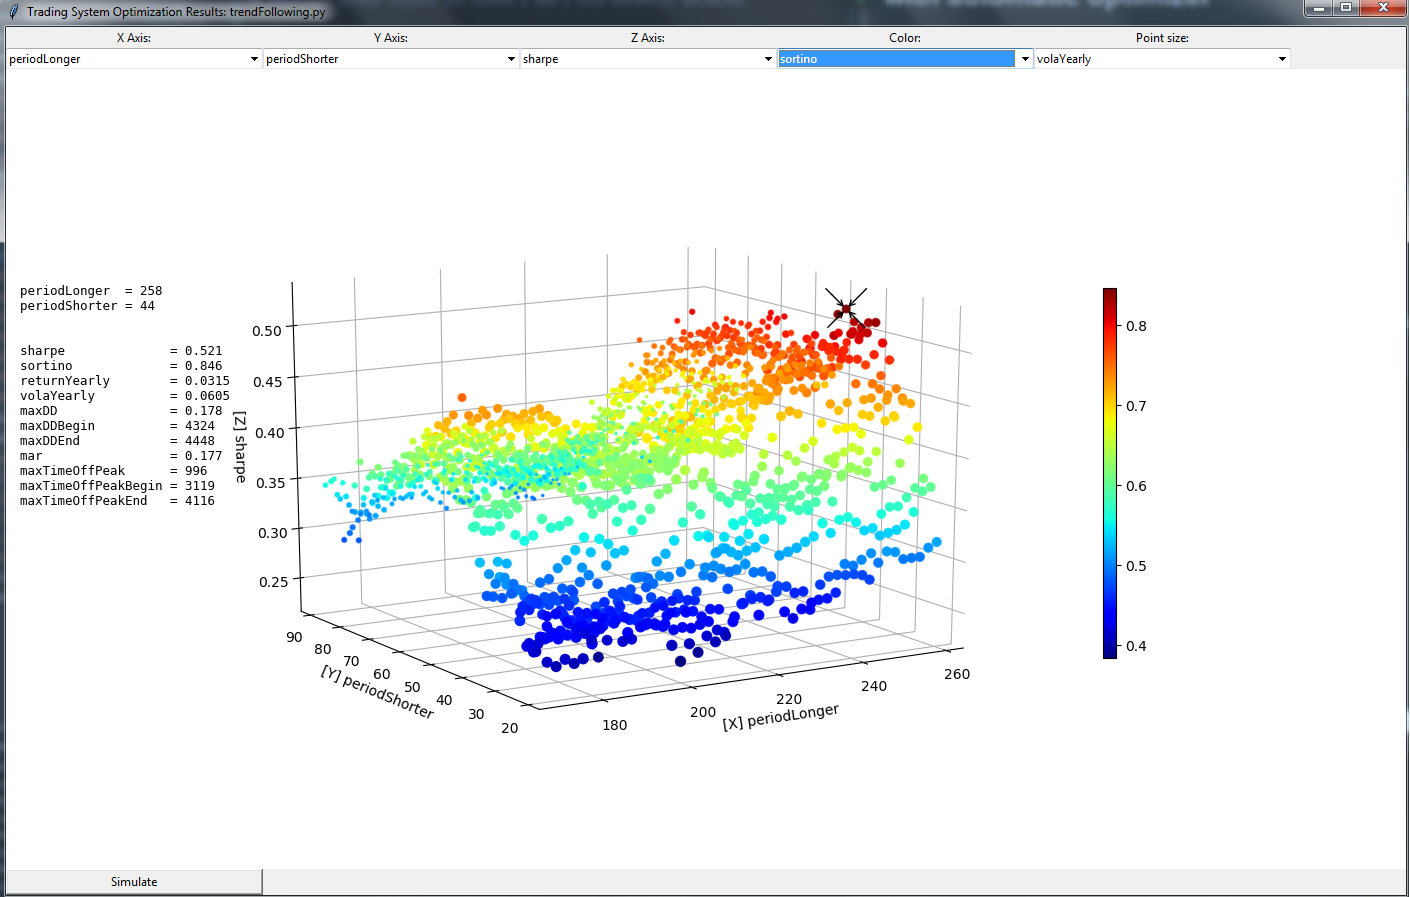 Trading System Optimization Results: trendFollowing.py
X Axis: Y Axis: Z Axis: Color: Point size:
periodLonger periodShorter sharpe sortino volaYearly
periodLonger = 258
periodShorter = 44
sharpe = 0.521
sortino = 0.846
returnYearly = 0.0315
volaYearly = 0.0605
maxDD = 0.178
maxDDBegin = 4324
maxDDEnd = 4448
mar = 0.177
maxTimeOffPeak = 996
maxTimeOffPeakBegin = 3119
maxTimeOffPeakEnd = 4116
[Z] sharpe
0.50
0.45
0.40
0.35
0.30
0.25
90
80
70
60
50
40
30
20
[Y] periodShorter
180
200
220
240
260
[X] periodLonger
0.8
0.7
0.6
0.5
0.4
Simulate